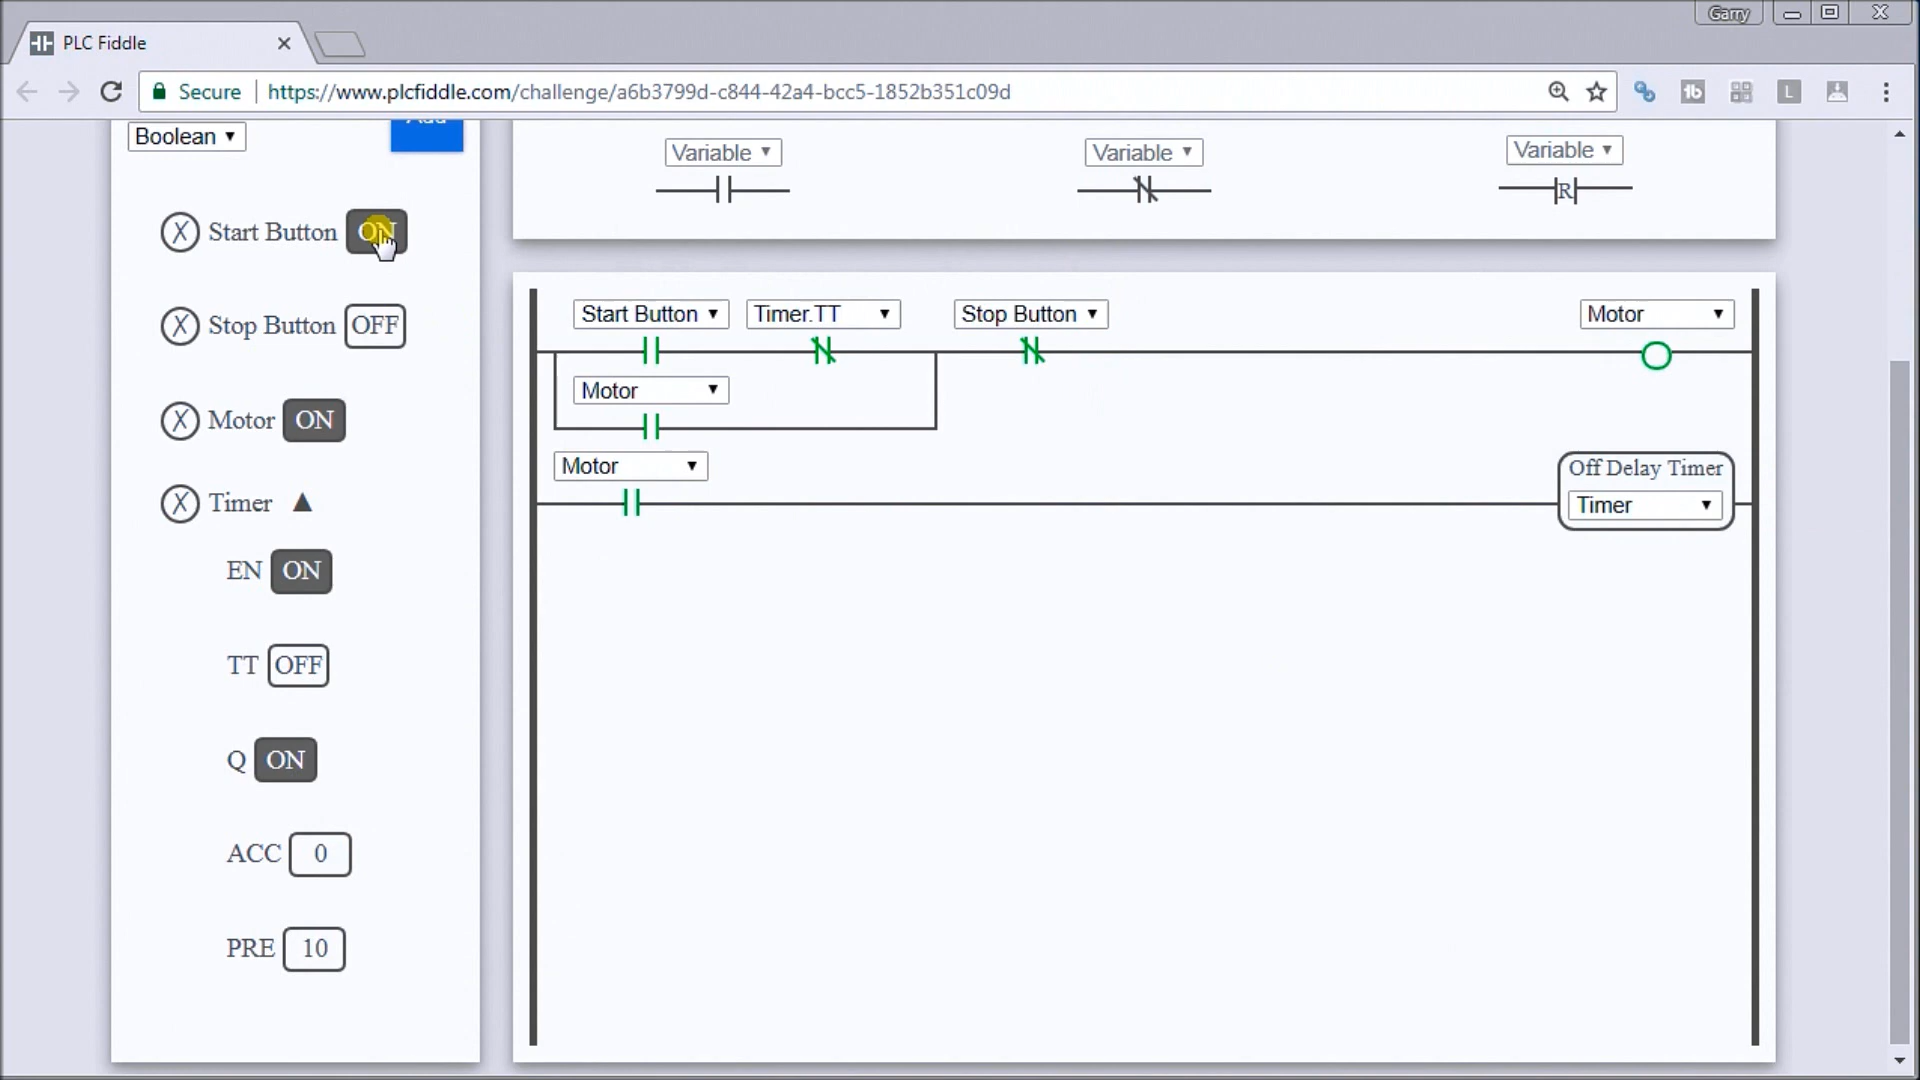 Garry
PLC Fiddle
Secure https://www.plcfiddle.com/challenge/a6b3799d-c844-42a4-bcc5-1852b351c09d
Boolean
Add
Variable Variable Variable
R
X Start Button ON
X Stop Button OFF
X Motor ON
X Timer
EN ON
TT OFF
Q ON
ACC 0
PRE 10
Start Button Timer.TT Stop Button Motor
Motor
Motor
Off Delay Timer
Timer